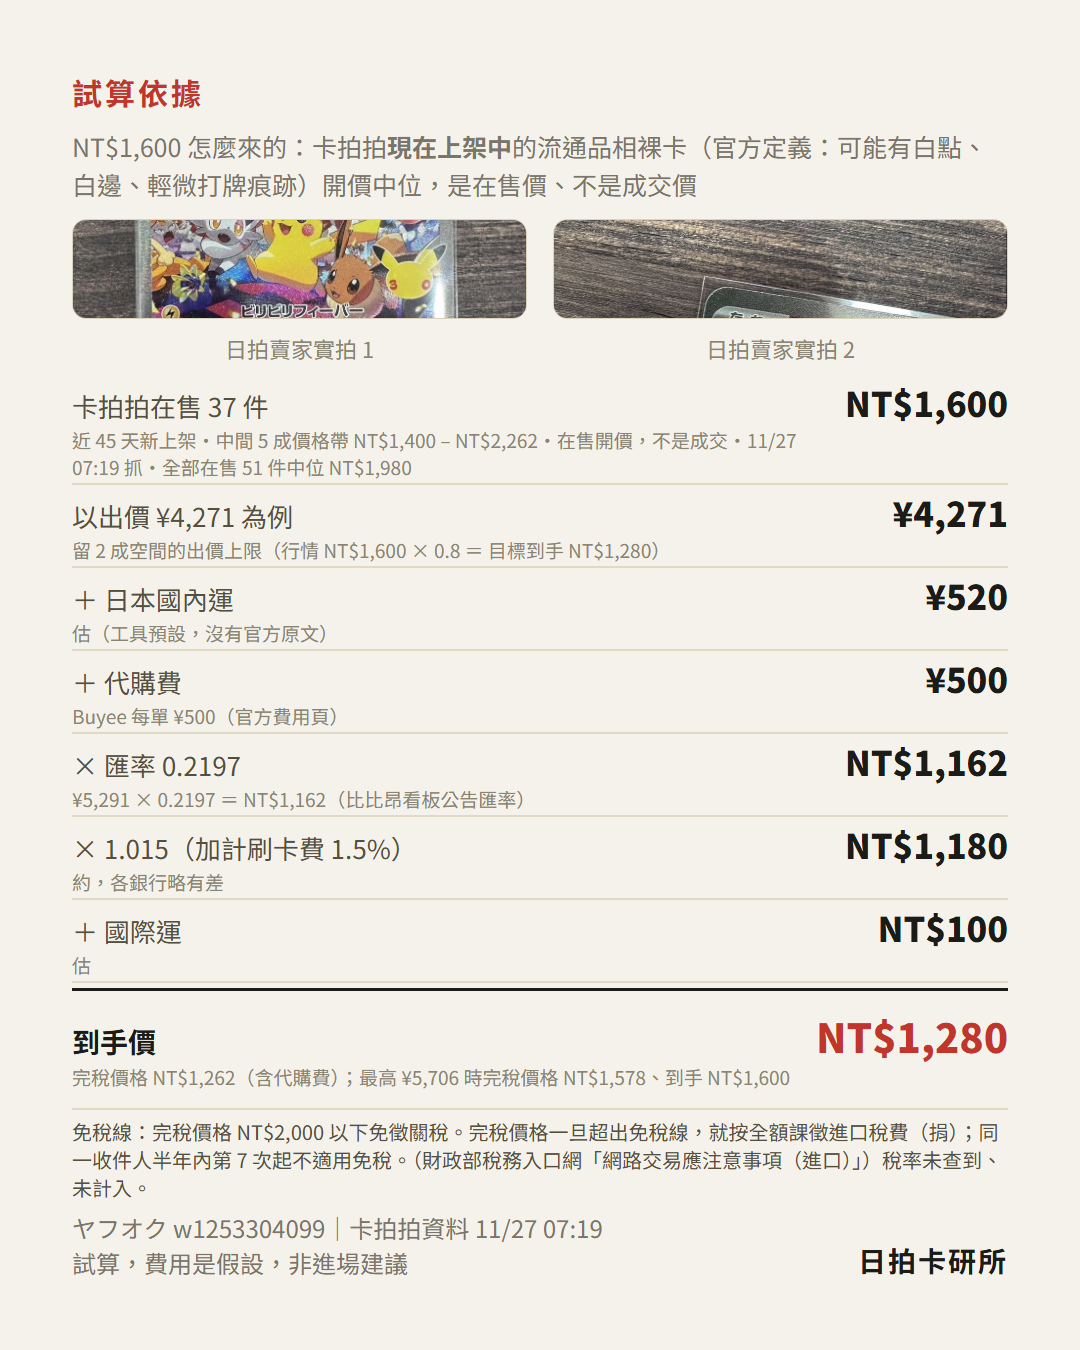 試算依據
NT$1,600 怎麼來的：卡拍拍現在上架中的流通品相裸卡（官方定義：可能有白點、
白邊、輕微打牌痕跡）開價中位，是在售價、不是成交價
3 0
ビリビリフィーバー
日拍賣家實拍 1
日拍賣家實拍 2
卡拍拍在售 37 件
NT$1,600
近 45 天新上架・中間 5 成價格帶 NT$1,400 – NT$2,262・在售開價，不是成交・11/27
07:19 抓・全部在售 51 件中位 NT$1,980
以出價 ¥4,271 為例
¥4,271
留 2 成空間的出價上限（行情 NT$1,600 × 0.8 ＝ 目標到手 NT$1,280）
＋ 日本國內運
¥520
估（工具預設，沒有官方原文）
＋ 代購費
¥500
Buyee 每單 ¥500（官方費用頁）
× 匯率 0.2197
NT$1,162
¥5,291 × 0.2197 ＝ NT$1,162（比比昂看板公告匯率）
× 1.015（加計刷卡費 1.5%）
NT$1,180
約，各銀行略有差
＋ 國際運
NT$100
估
到手價
NT$1,280
完稅價格 NT$1,262（含代購費）；最高 ¥5,706 時完稅價格 NT$1,578、到手 NT$1,600
免稅線：完稅價格 NT$2,000 以下免徵關稅。完稅價格一旦超出免稅線，就按全額課徵進口稅費（捐）；同
一收件人半年內第 7 次起不適用免稅。（財政部稅務入口網「網路交易應注意事項（進口）」）稅率未查到、
未計入。
ヤフオク w1253304099｜卡拍拍資料 11/27 07:19
試算，費用是假設，非進場建議
日拍卡研所